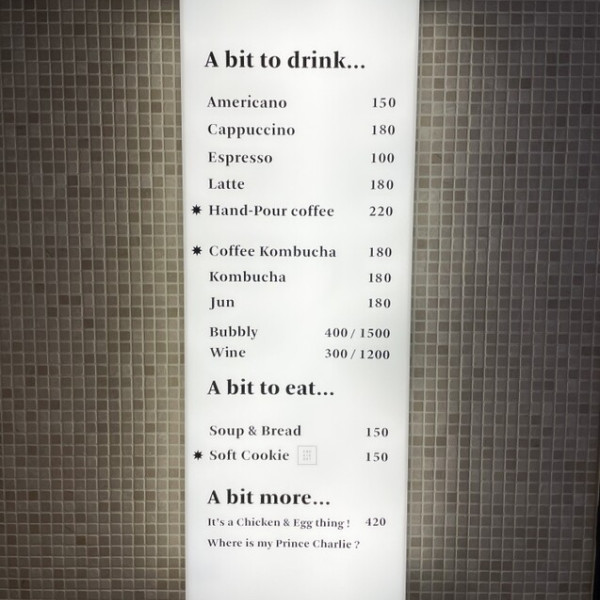 A bit to drink...
Americano 150
Cappuccino 180
Espresso 100
Latte 180
✷ Hand-Pour coffee 220
✷ Coffee Kombucha 180
Kombucha 180
Jun 180
Bubbly 400 / 1500
Wine 300 / 1200
A bit to eat...
Soup & Bread 150
✷ Soft Cookie 150
A bit more...
It's a Chicken & Egg thing ! 420
Where is my Prince Charlie ?